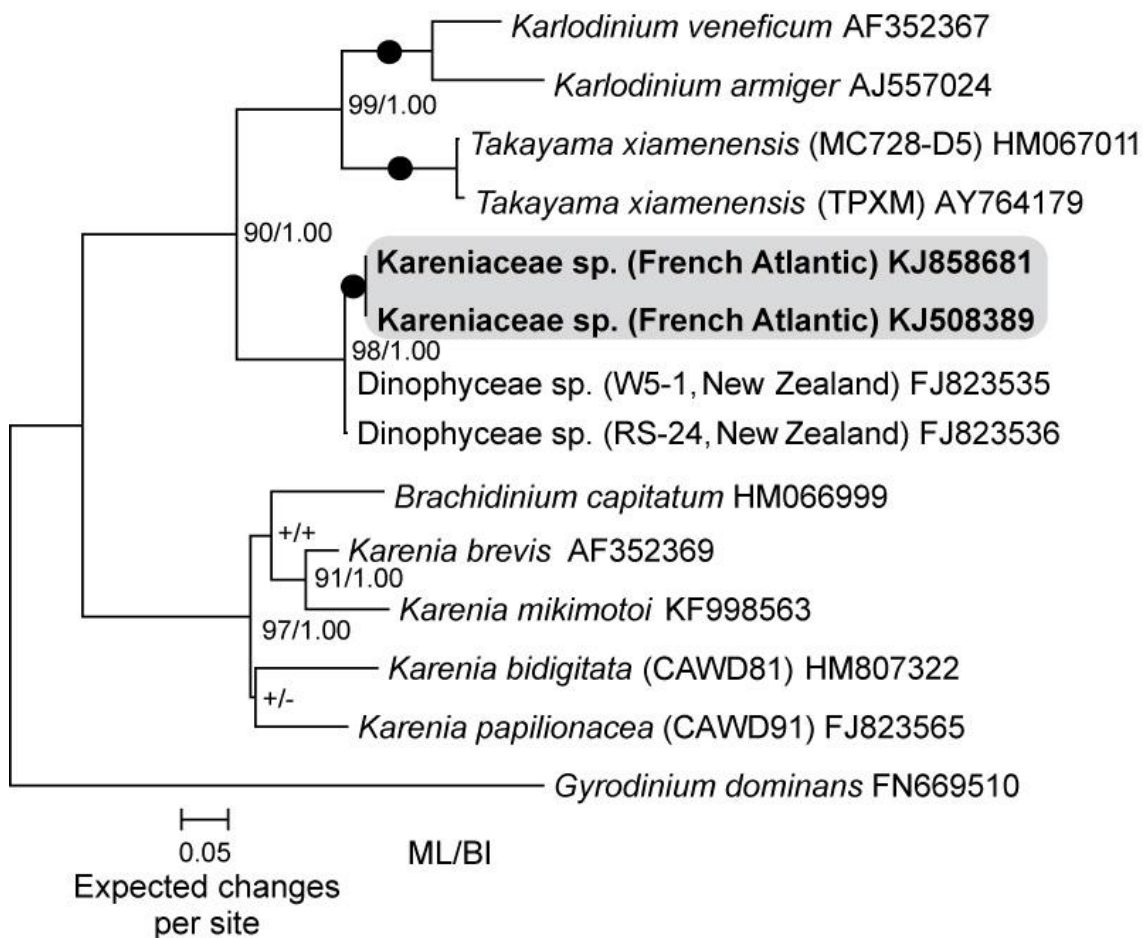 Karlodinium veneficum AF352367
Karlodinium armiger AJ557024
99/1.00
Takayama xiamenensis (MC728-D5) HM067011
Takayama xiamenensis (TPXM) AY764179
90/1.00
Kareniaceae sp. (French Atlantic) KJ858681
Kareniaceae sp. (French Atlantic) KJ508389
98/1.00
Dinophyceae sp. (W5-1, New Zealand) FJ823535
Dinophyceae sp. (RS-24, New Zealand) FJ823536
Brachidinium capitatum HM066999
+/+
Karenia brevis AF352369
91/1.00
Karenia mikimotoi KF998563
97/1.00
Karenia bidigitata (CAWD81) HM807322
+/-
Karenia papilionacea (CAWD91) FJ823565
Gyrodinium dominans FN669510
0.05
ML/BI
Expected changes
per site